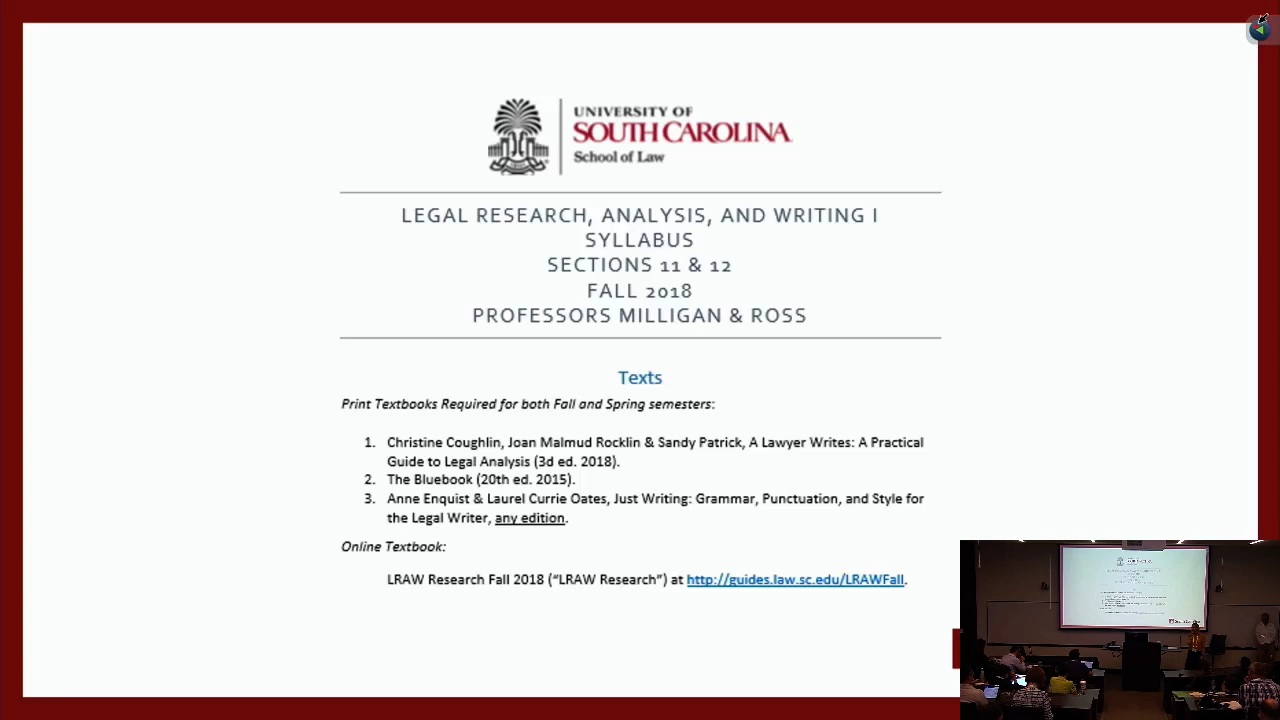 UNIVERSITY OF
SOUTH CAROLINA
School of Law
LEGAL RESEARCH, ANALYSIS, AND WRITING I
SYLLABUS
SECTIONS 11 & 12
FALL 2018
PROFESSORS MILLIGAN & ROSS
Texts
Print Textbooks Required for both Fall and Spring semesters:
1. Christine Coughlin, Joan Malmud Rocklin & Sandy Patrick, A Lawyer Writes: A Practical
Guide to Legal Analysis (3d ed. 2018).
2. The Bluebook (20th ed. 2015).
3. Anne Enquist & Laurel Currie Oates, Just Writing: Grammar, Punctuation, and Style for
the Legal Writer, any edition.
Online Textbook:
LRAW Research Fall 2018 (“LRAW Research”) at http://guides.law.sc.edu/LRAWFall.